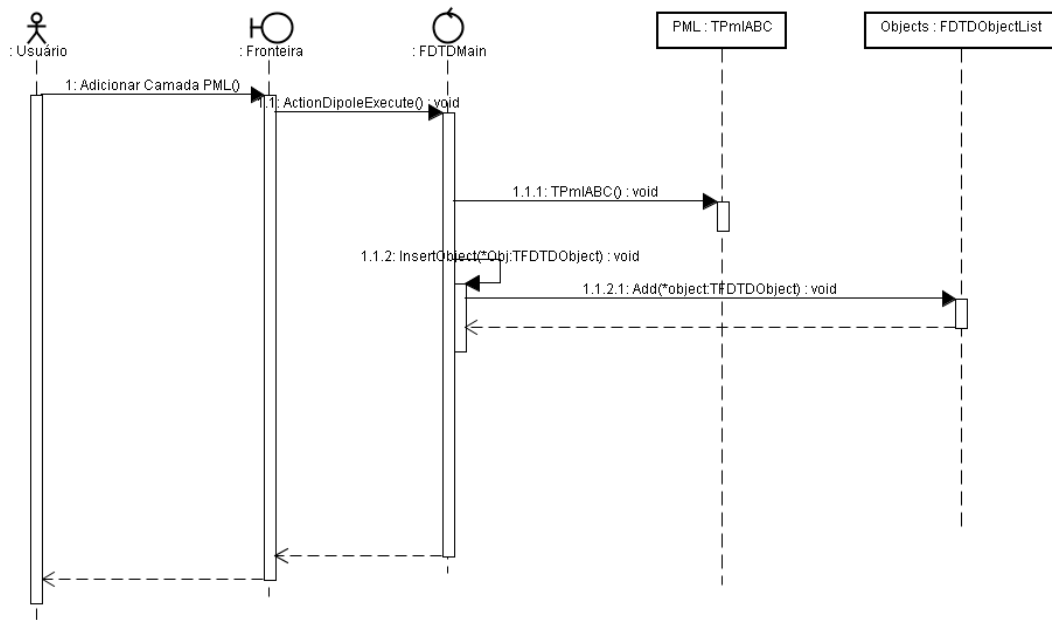 PML : TPmlABC
Objects : FDTDObjectList
: Usuário
: Fronteira
: FDTDMain
1: Adicionar Camada PML()
1.1: ActionDipoleExecute() : void
1.1.1: TPmlABC() : void
1.1.2: InsertObject(*Obj:TFDTDObject) : void
1.1.2.1: Add(*object:TFDTDObject) : void